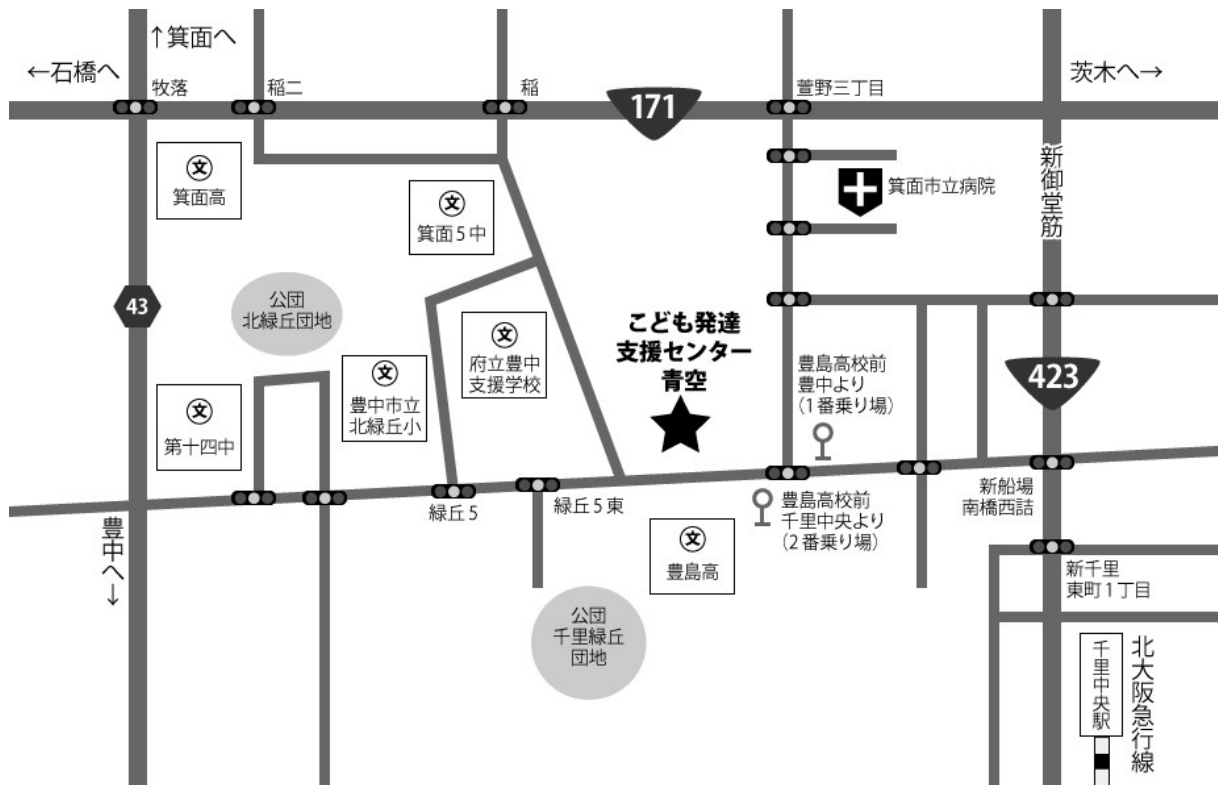 ↑箕面へ
←石橋へ
茨木へ→
牧落
稲二
稲
萱野三丁目
171
新御堂筋
文
箕面高
文
箕面5中
箕面市立病院
43
公団
北緑丘団地
文
府立豊中
支援学校
こども発達
支援センター
青空
豊島高校前
豊中より
（1番乗り場）
423
文
第十四中
文
豊中市立
北緑丘小
緑丘5
緑丘5東
豊島高校前
千里中央より
（2番乗り場）
新船場
南橋西詰
豊中へ↓
文
豊島高
新千里
東町1丁目
公団
千里緑丘
団地
千里中央駅
北大阪急行線